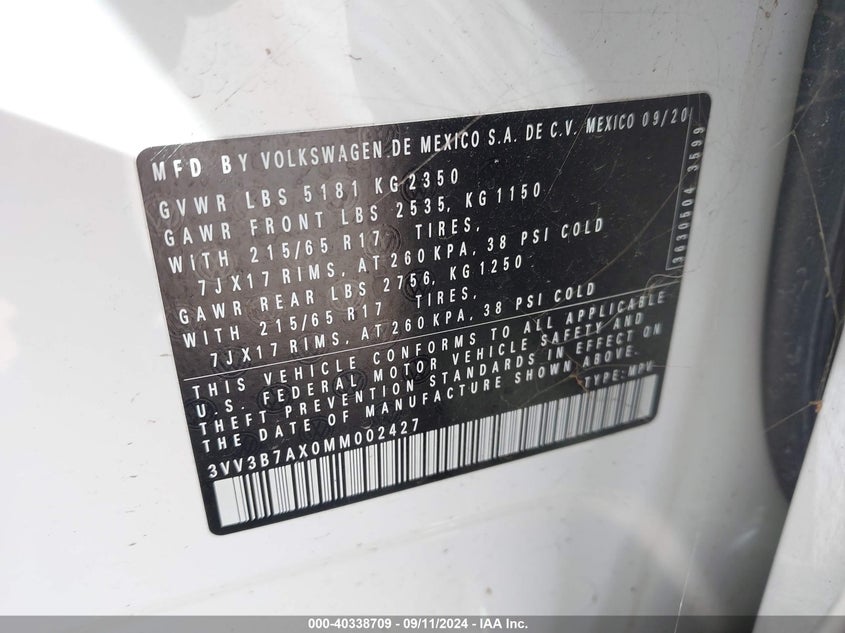 MFD BY VOLKSWAGEN DE MEXICO S.A. DE C.V. MEXICO 09/20
GVWR LBS 5181 KG 2350
GAWR FRONT LBS 2535, KG 1150
WITH 215/65 R17 TIRES,
7JX17 RIMS, AT 260 KPA, 38 PSI COLD
GAWR REAR LBS 2756, KG 1250
WITH 215/65 R17 TIRES,
7JX17 RIMS, AT 260 KPA, 38 PSI COLD
THIS VEHICLE CONFORMS TO ALL APPLICABLE
U.S. FEDERAL MOTOR VEHICLE SAFETY AND
THEFT PREVENTION STANDARDS IN EFFECT ON
THE DATE OF MANUFACTURE SHOWN ABOVE.
3VV3B7AX0MM002427 TYPE: MPV
3630504 3599
000-40338709 - 09/11/2024 - IAA Inc.